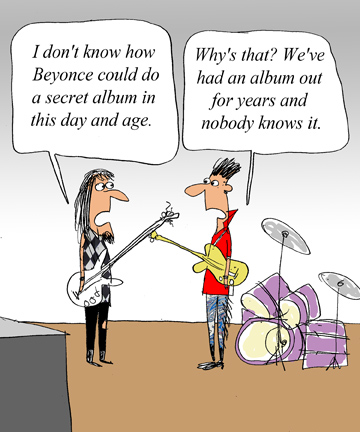 I don't know how
Beyonce could do
a secret album in
this day and age.
Why's that? We've
had an album out
for years and
nobody knows it.